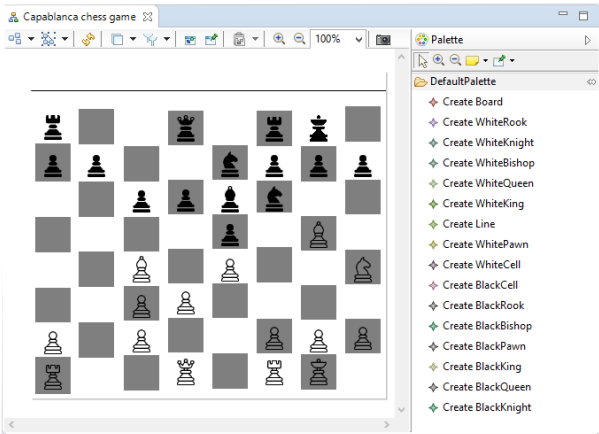 Capablanca chess game
100%
Palette
DefaultPalette
Create Board
Create WhiteRook
Create WhiteKnight
Create WhiteBishop
Create WhiteQueen
Create WhiteKing
Create Line
Create WhitePawn
Create WhiteCell
Create BlackCell
Create BlackRook
Create BlackBishop
Create BlackPawn
Create BlackKing
Create BlackQueen
Create BlackKnight